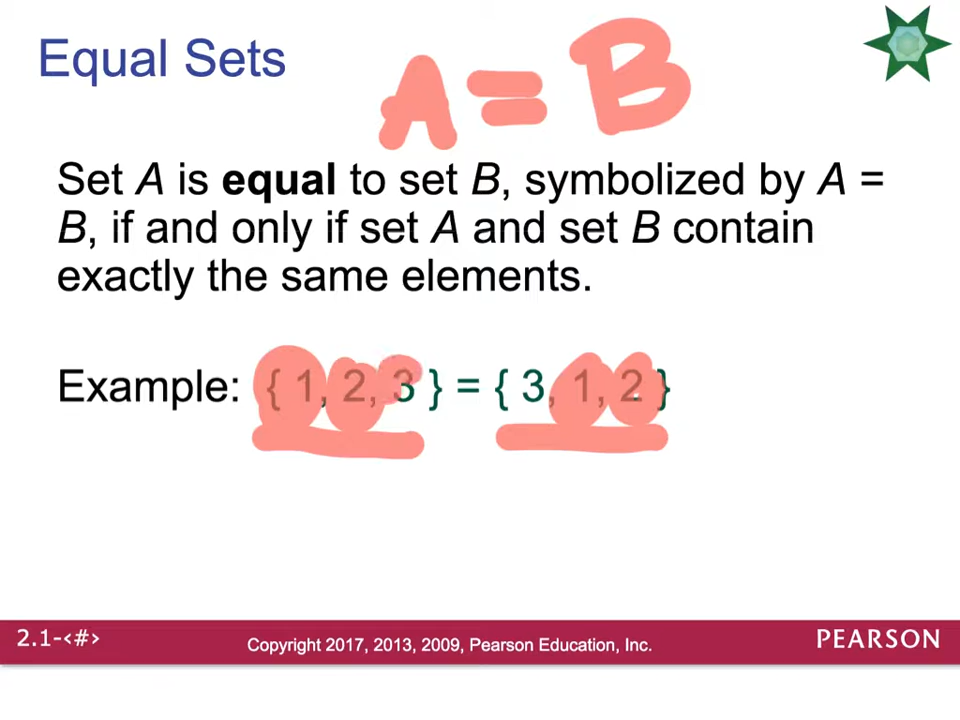 Equal Sets
A = B
Set A is equal to set B, symbolized by A =
B, if and only if set A and set B contain
exactly the same elements.
Example: { 1, 2, 3 } = { 3, 1, 2 }
2.1-<#>
Copyright 2017, 2013, 2009, Pearson Education, Inc.
PEARSON